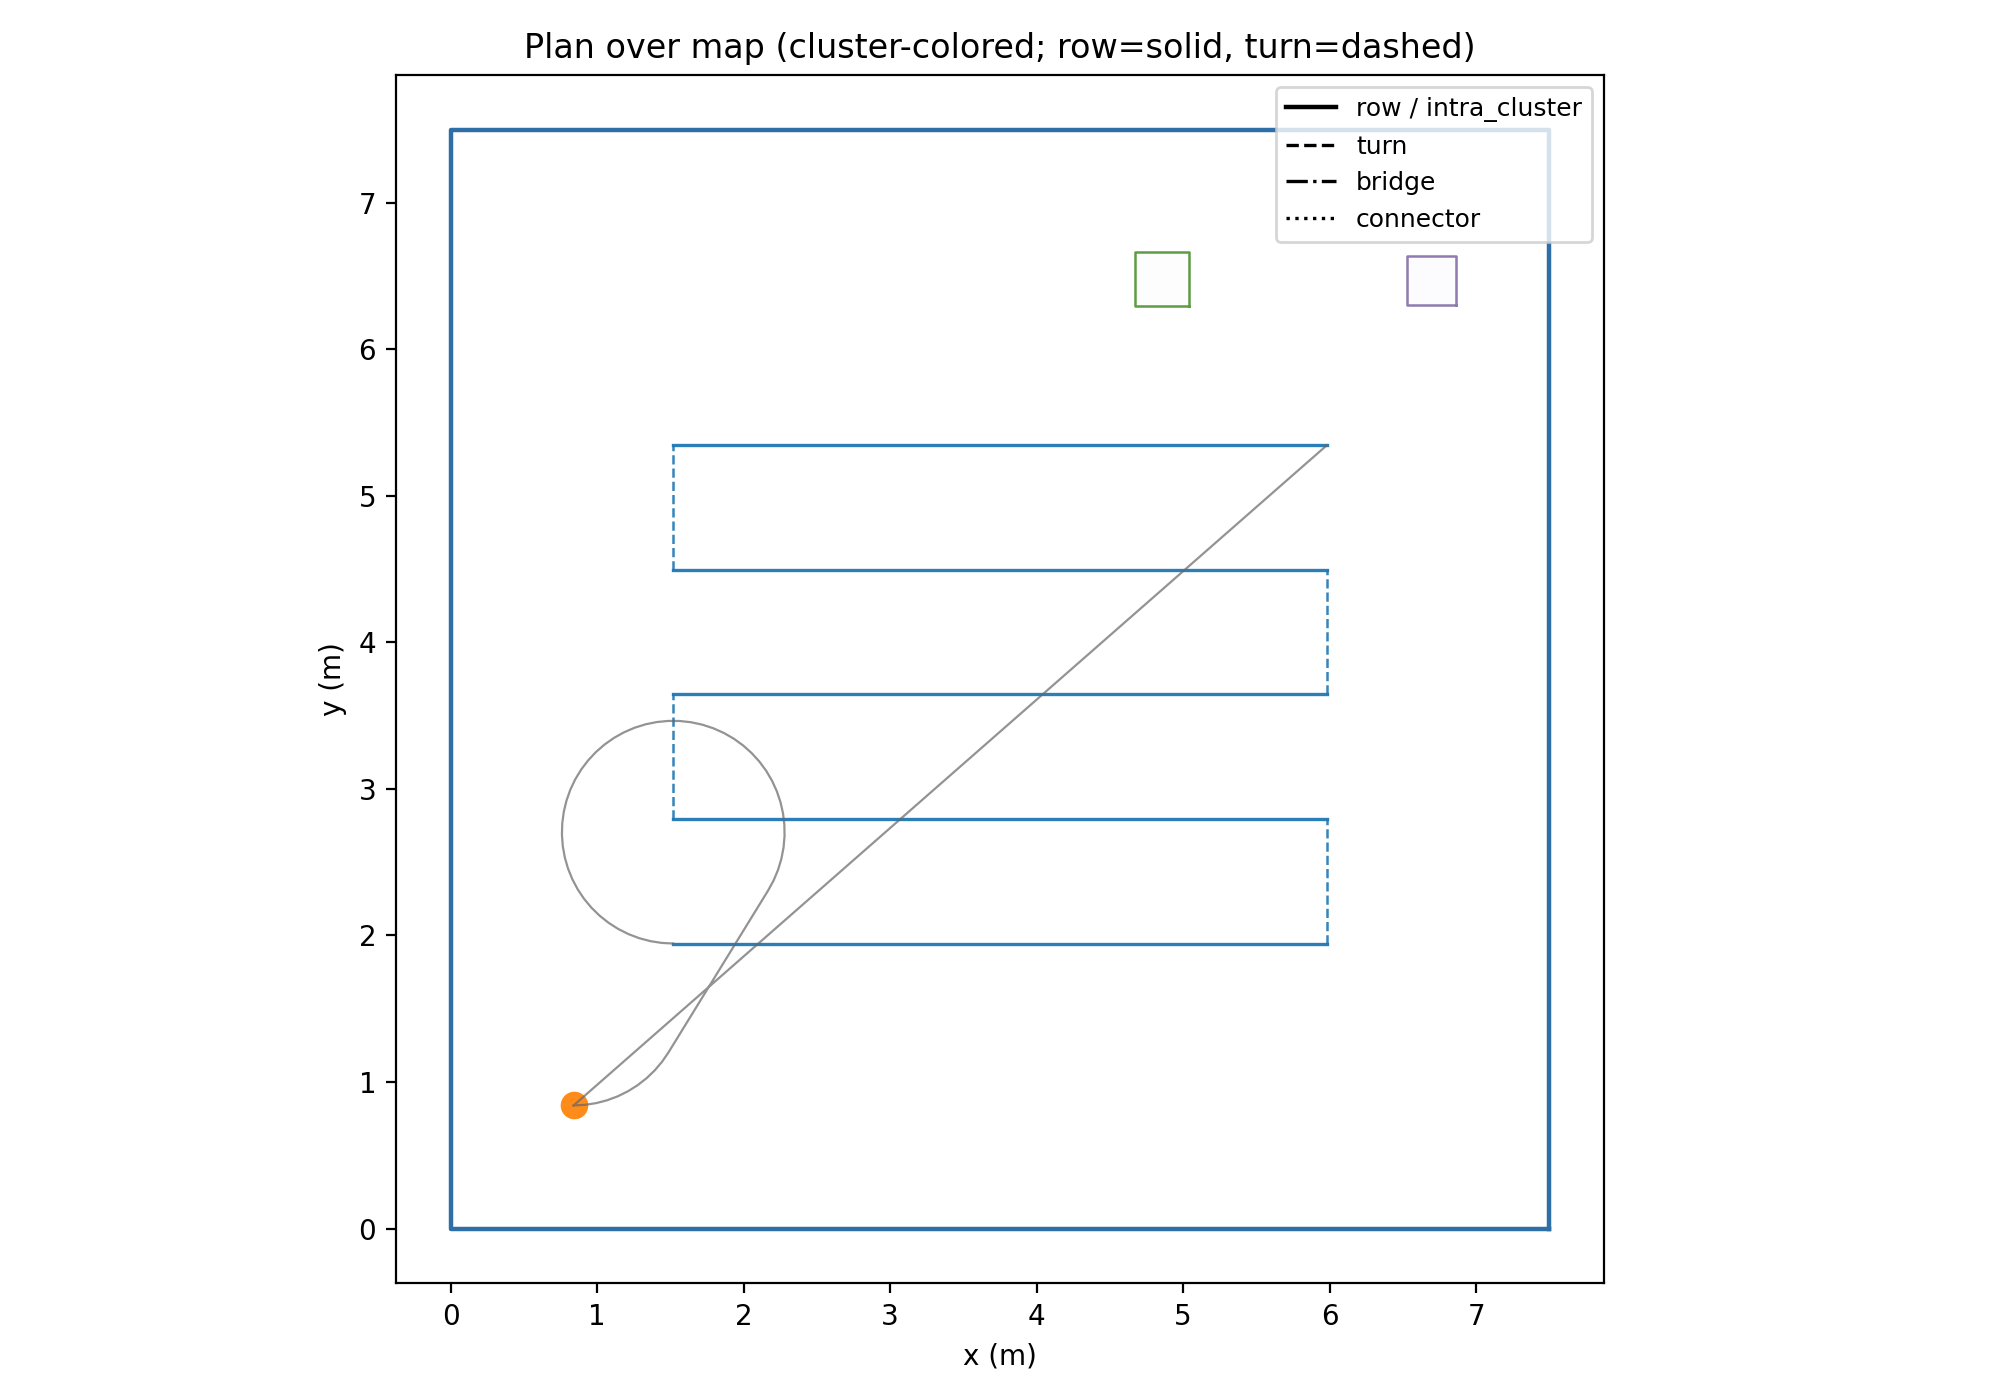 Plan over map (cluster-colored; row=solid, turn=dashed)
row / intra_cluster
turn
bridge
connector
7
6
5
4
3
2
1
0
y (m)
0 1 2 3 4 5 6 7
x (m)